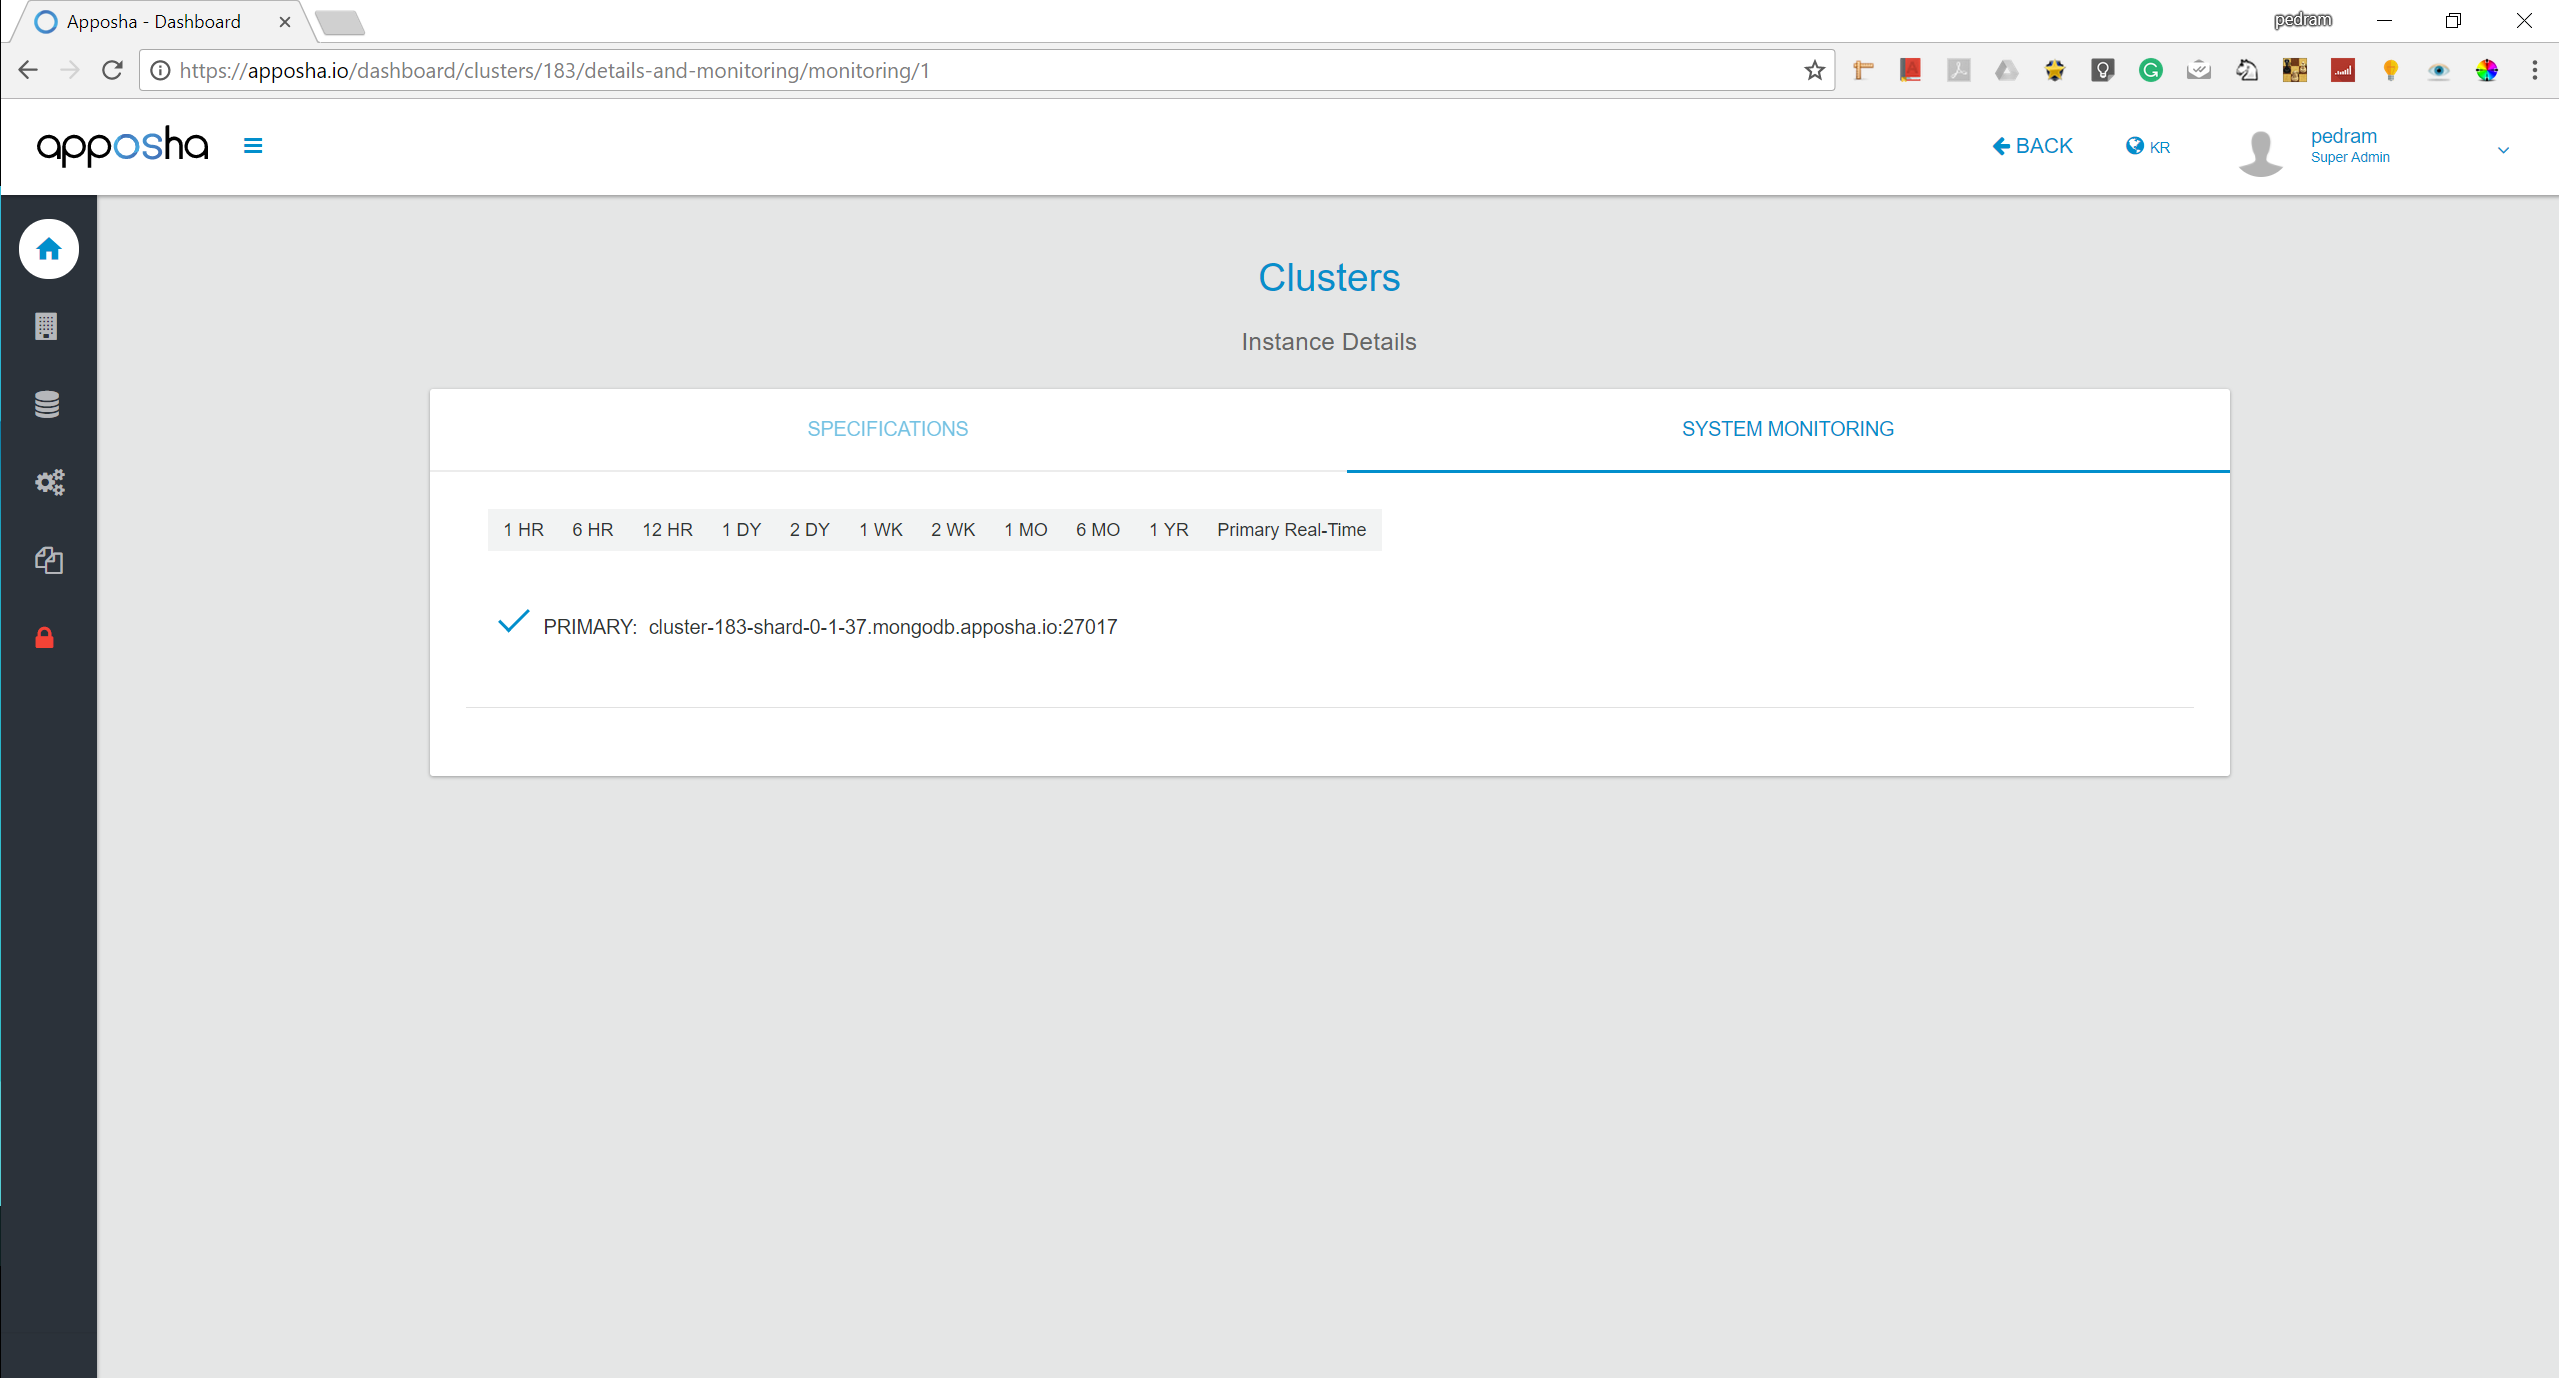 Apposha - Dashboard
pedram
https://apposha.io/dashboard/clusters/183/details-and-monitoring/monitoring/1
apposha
BACK
KR
pedram
Super Admin
Clusters
Instance Details
SPECIFICATIONS
SYSTEM MONITORING
1 HR 6 HR 12 HR 1 DY 2 DY 1 WK 2 WK 1 MO 6 MO 1 YR Primary Real-Time
PRIMARY: cluster-183-shard-0-1-37.mongodb.apposha.io:27017